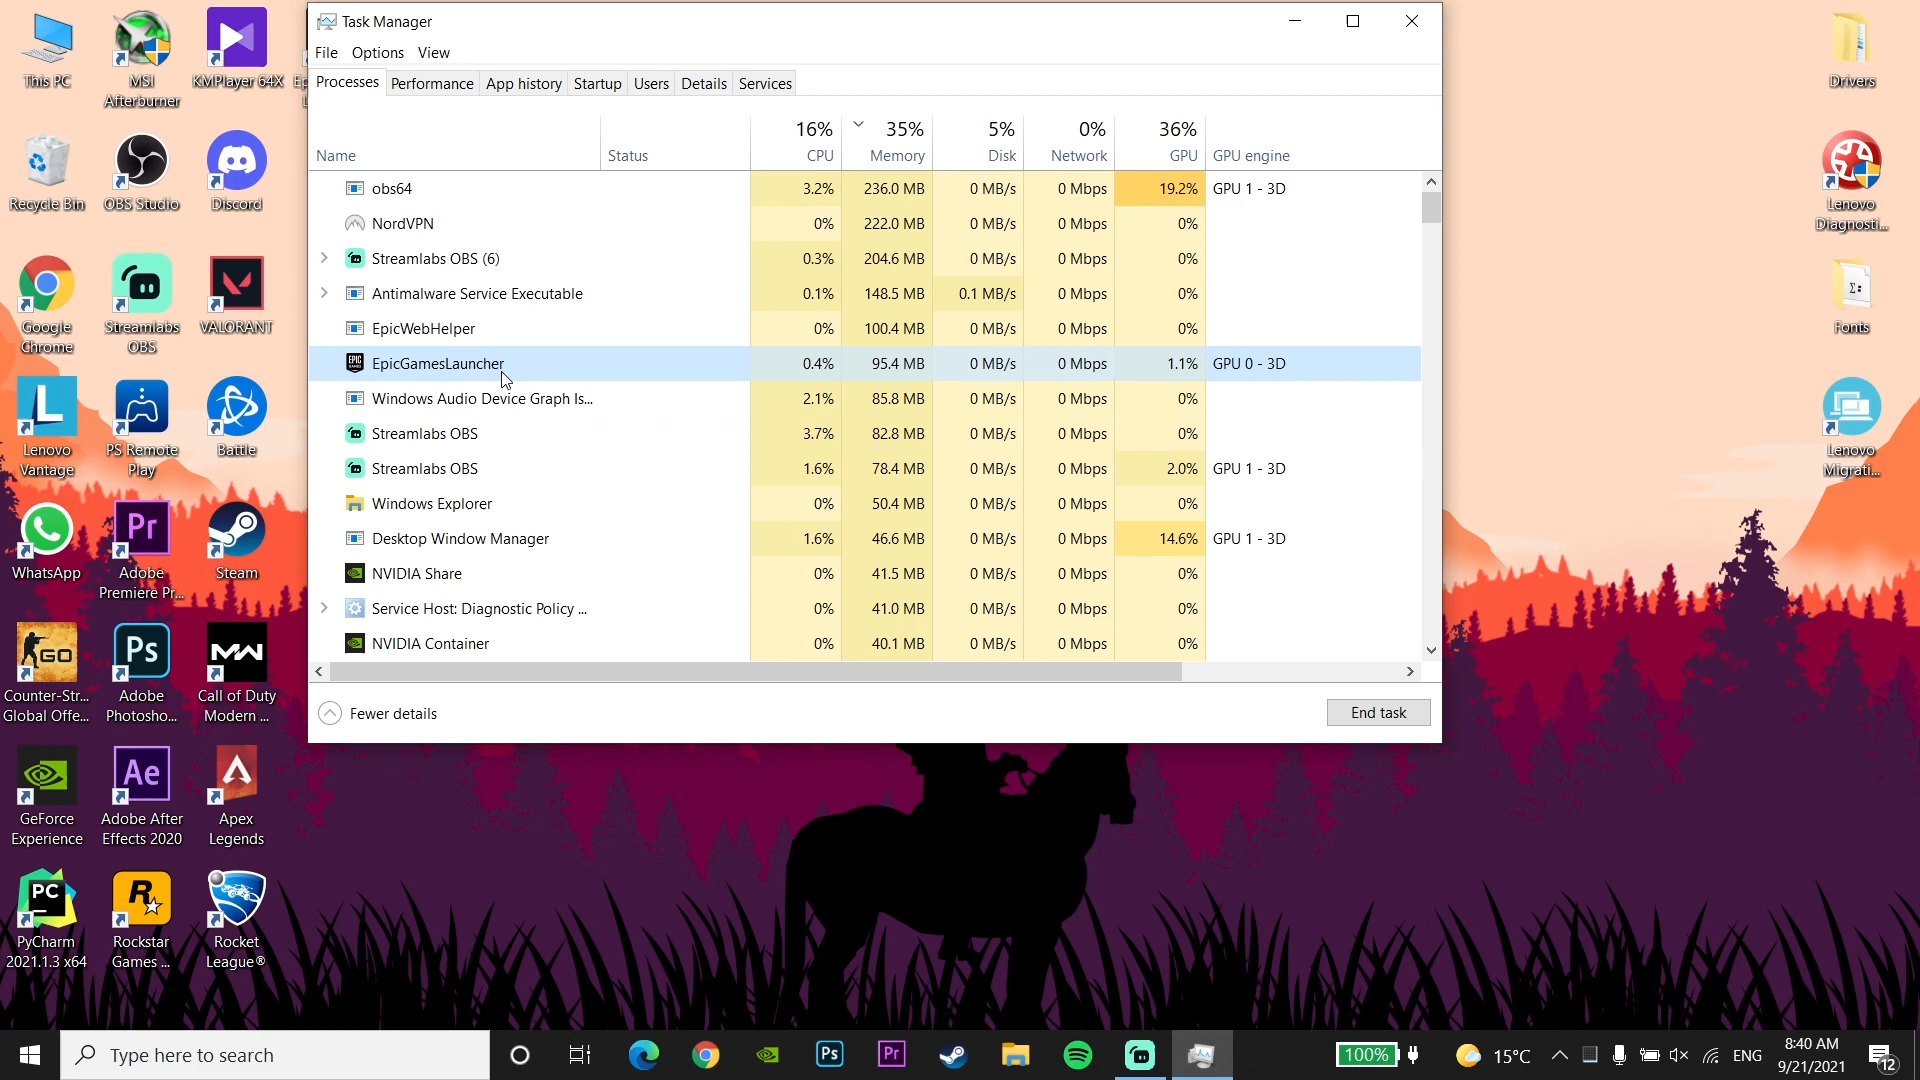 Task Manager
File Options View
Processes Performance App history Startup Users Details Services
16% 35% 5% 0% 36%
Name Status CPU Memory Disk Network GPU GPU engine
obs64 3.2% 236.0 MB 0 MB/s 0 Mbps 19.2% GPU 1 - 3D
NordVPN 0% 222.0 MB 0 MB/s 0 Mbps 0%
Streamlabs OBS (6) 0.3% 204.6 MB 0 MB/s 0 Mbps 0%
Antimalware Service Executable 0.1% 148.5 MB 0.1 MB/s 0 Mbps 0%
EpicWebHelper 0% 100.4 MB 0 MB/s 0 Mbps 0%
EpicGamesLauncher 0.4% 95.4 MB 0 MB/s 0 Mbps 1.1% GPU 0 - 3D
Windows Audio Device Graph Is... 2.1% 85.8 MB 0 MB/s 0 Mbps 0%
Streamlabs OBS 3.7% 82.8 MB 0 MB/s 0 Mbps 0%
Streamlabs OBS 1.6% 78.4 MB 0 MB/s 0 Mbps 2.0% GPU 1 - 3D
Windows Explorer 0% 50.4 MB 0 MB/s 0 Mbps 0%
Desktop Window Manager 1.6% 46.6 MB 0 MB/s 0 Mbps 14.6% GPU 1 - 3D
NVIDIA Share 0% 41.5 MB 0 MB/s 0 Mbps 0%
Service Host: Diagnostic Policy ... 0% 41.0 MB 0 MB/s 0 Mbps 0%
NVIDIA Container 0% 40.1 MB 0 MB/s 0 Mbps 0%
Fewer details End task
This PC
MSI
Afterburner
KMPlayer 64X
Recycle Bin
OBS Studio
Discord
Google
Chrome
Streamlabs
OBS
VALORANT
Lenovo
Vantage
PS Remote
Play
Battle
WhatsApp
Pr
Adobe
Premiere Pr...
Steam
GO
Counter-Str...
Global Offe...
Ps
Adobe
Photosho...
MW
Call of Duty
Modern ...
GeForce
Experience
Ae
Adobe After
Effects 2020
Apex
Legends
PC
PyCharm
2021.1.3 x64
R
Rockstar
Games ...
Rocket
League®
Drivers
Lenovo
Diagnosti...
Fonts
Lenovo
Migrati...
Type here to search
Ps
Pr
100%
15°C
ENG
8:40 AM
9/21/2021
12